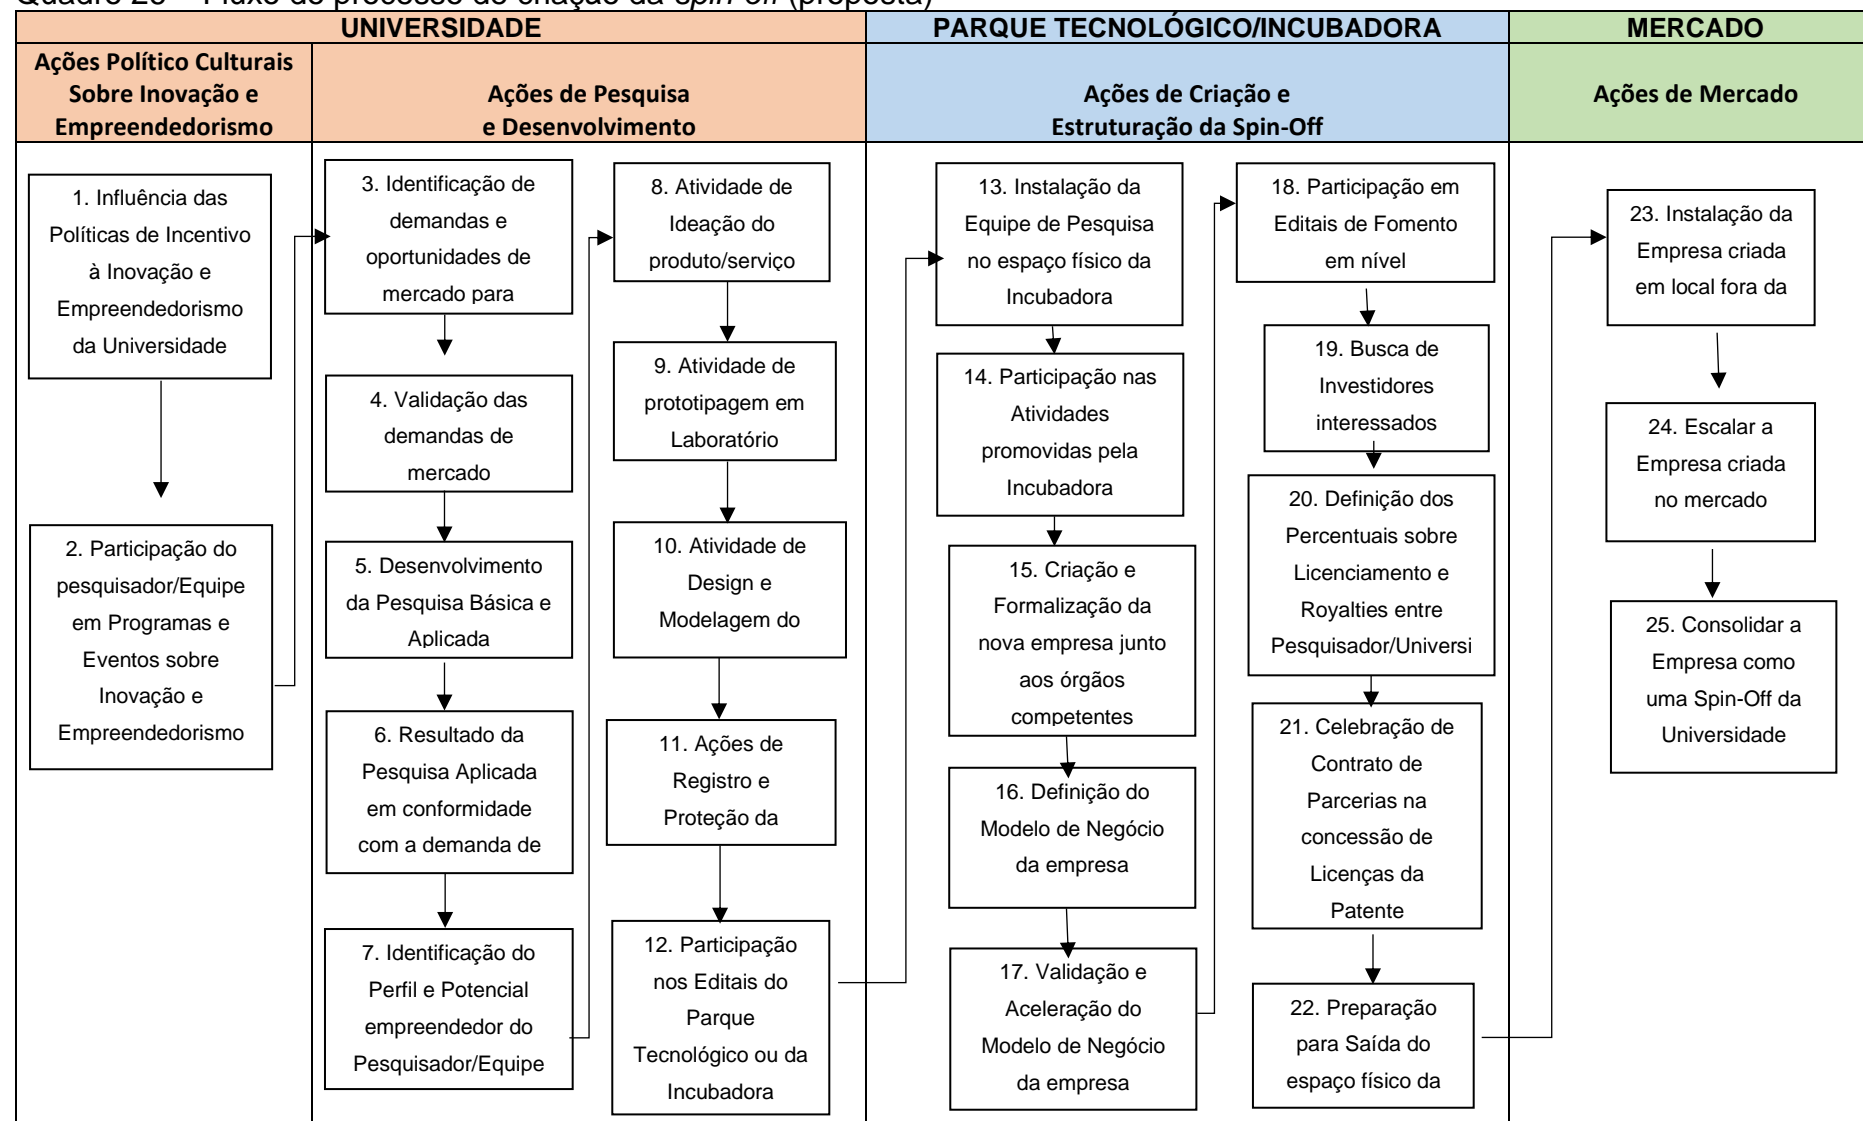 Quadro 26 – Fluxo do processo de criação da spin-off (proposta)
UNIVERSIDADE
PARQUE TECNOLÓGICO/INCUBADORA
MERCADO
Ações Político Culturais
Sobre Inovação e
Empreendedorismo
Ações de Pesquisa
e Desenvolvimento
Ações de Criação e
Estruturação da Spin-Off
Ações de Mercado
1. Influência das
Políticas de Incentivo
à Inovação e
Empreendedorismo
da Universidade
2. Participação do
pesquisador/Equipe
em Programas e
Eventos sobre
Inovação e
Empreendedorismo
3. Identificação de
demandas e
oportunidades de
mercado para
4. Validação das
demandas de
mercado
5. Desenvolvimento
da Pesquisa Básica e
Aplicada
6. Resultado da
Pesquisa Aplicada
em conformidade
com a demanda de
7. Identificação do
Perfil e Potencial
empreendedor do
Pesquisador/Equipe
8. Atividade de
Ideação do
produto/serviço
9. Atividade de
prototipagem em
Laboratório
10. Atividade de
Design e
Modelagem do
11. Ações de
Registro e
Proteção da
12. Participação
nos Editais do
Parque
Tecnológico ou da
Incubadora
13. Instalação da
Equipe de Pesquisa
no espaço físico da
Incubadora
14. Participação nas
Atividades
promovidas pela
Incubadora
15. Criação e
Formalização da
nova empresa junto
aos órgãos
competentes
16. Definição do
Modelo de Negócio
da empresa
17. Validação e
Aceleração do
Modelo de Negócio
da empresa
18. Participação em
Editais de Fomento
em nível
19. Busca de
Investidores
interessados
20. Definição dos
Percentuais sobre
Licenciamento e
Royalties entre
Pesquisador/Universi
21. Celebração de
Contrato de
Parcerias na
concessão de
Licenças da
Patente
22. Preparação
para Saída do
espaço físico da
23. Instalação da
Empresa criada
em local fora da
24. Escalar a
Empresa criada
no mercado
25. Consolidar a
Empresa como
uma Spin-Off da
Universidade